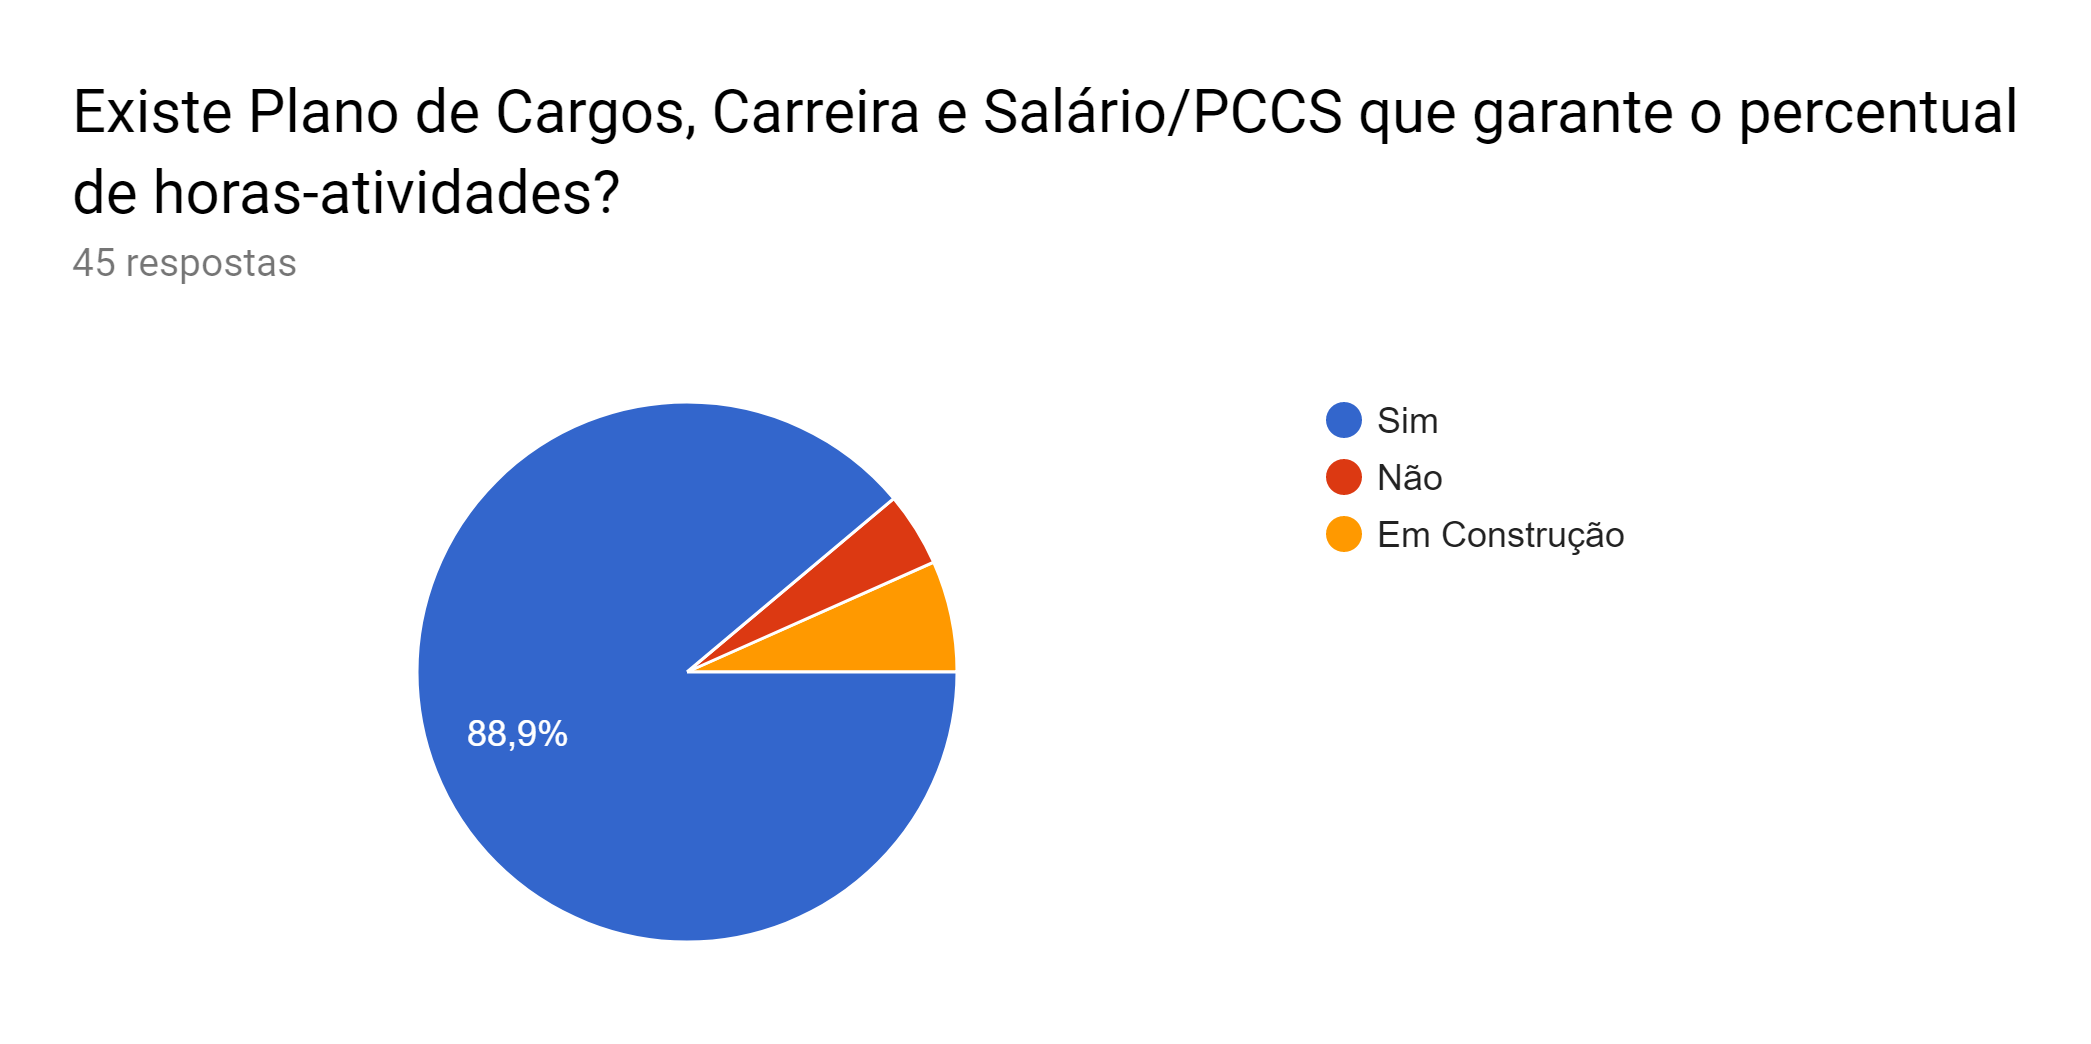 Existe Plano de Cargos, Carreira e Salário/PCCS que garante o percentual
de horas-atividades?
45 respostas
Sim
Não
Em Construção
88,9%